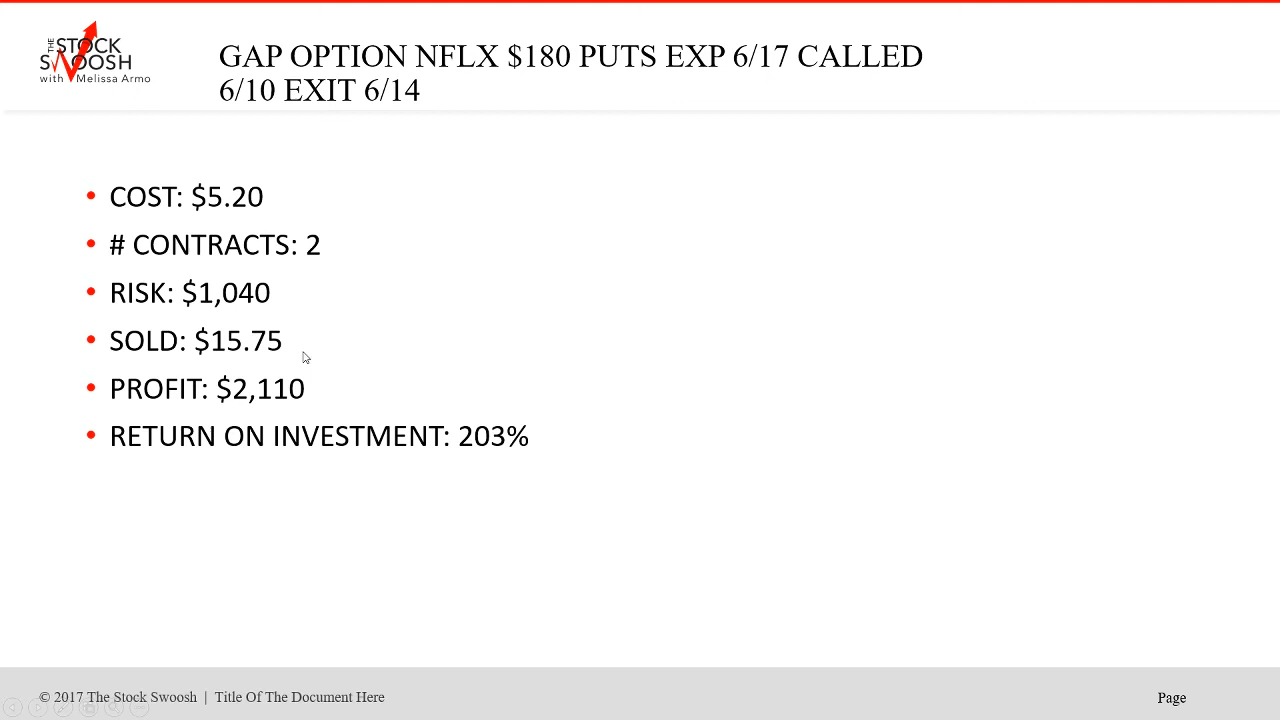 THE
STOCK
SWOOSH
with Melissa Armo
GAP OPTION NFLX $180 PUTS EXP 6/17 CALLED
6/10 EXIT 6/14
• COST: $5.20
• # CONTRACTS: 2
• RISK: $1,040
• SOLD: $15.75
• PROFIT: $2,110
• RETURN ON INVESTMENT: 203%
© 2017 The Stock Swoosh | Title Of The Document Here
Page